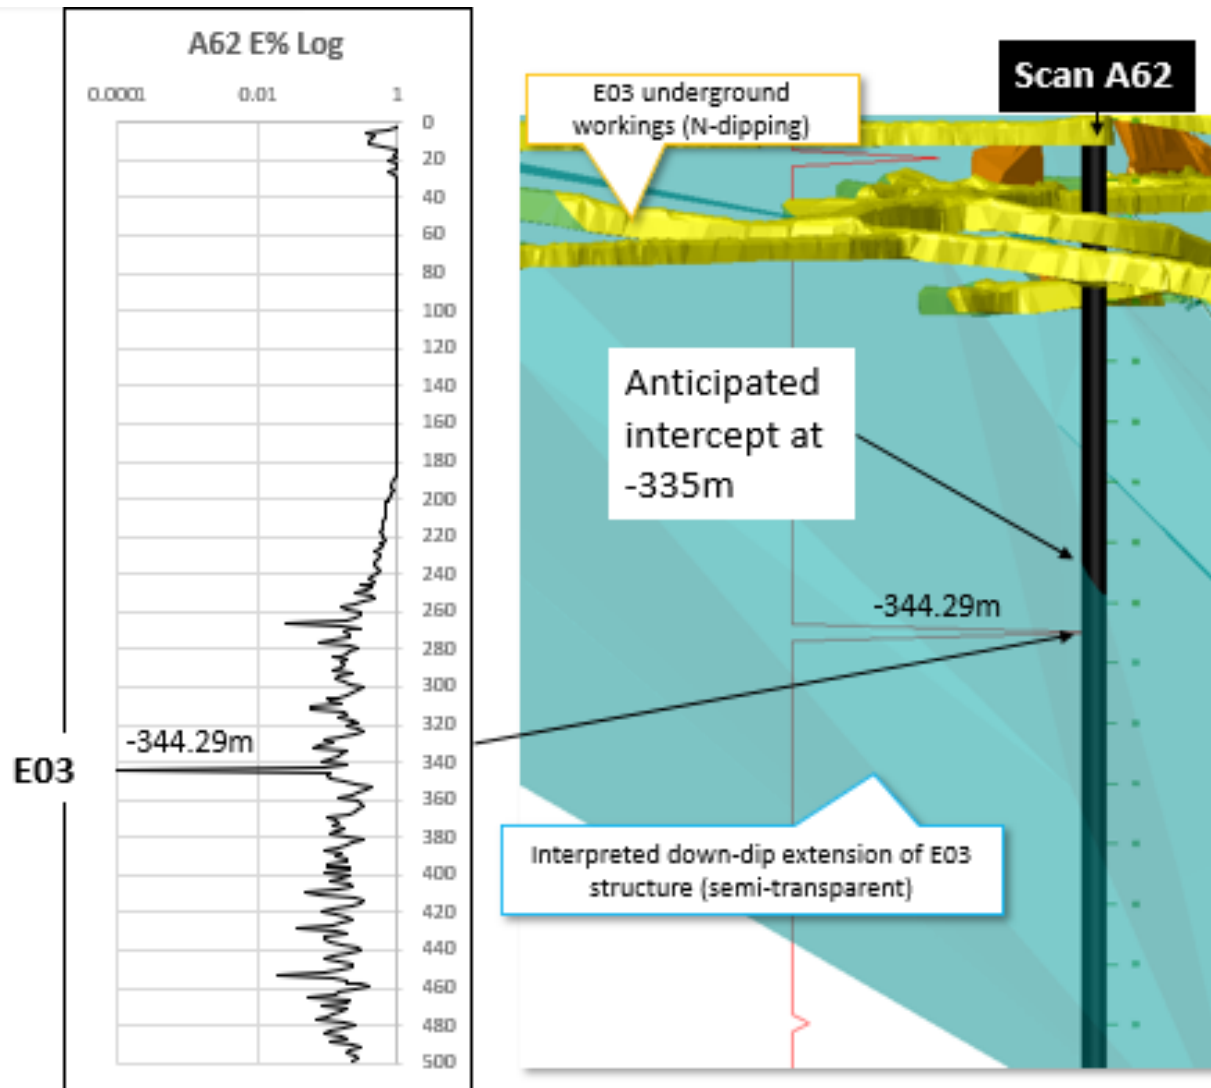 A62 E% Log
0.0001 0.01 1
0
20
40
60
80
100
120
140
160
180
200
220
240
260
280
300
320
340
360
380
400
420
440
460
480
500
-344.29m
E03
E03 underground
workings (N-dipping)
Scan A62
Anticipated
intercept at
-335m
-344.29m
Interpreted down-dip extension of E03
structure (semi-transparent)